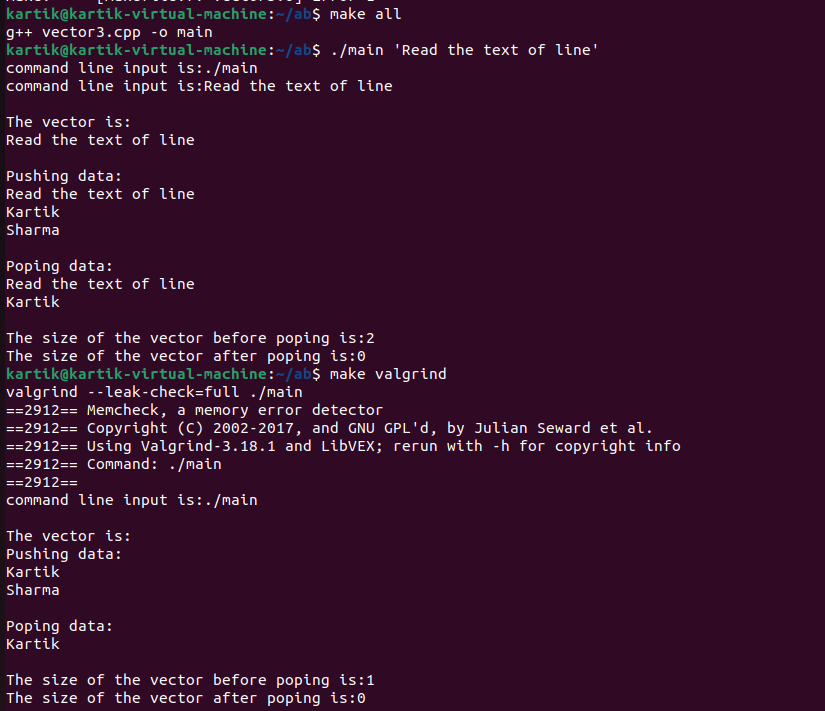 kartik@kartik-virtual-machine:~/ab$ make all
g++ vector3.cpp -o main
kartik@kartik-virtual-machine:~/ab$ ./main 'Read the text of line'
command line input is:./main
command line input is:Read the text of line

The vector is:
Read the text of line

Pushing data:
Read the text of line
Kartik
Sharma

Poping data:
Read the text of line
Kartik

The size of the vector before poping is:2
The size of the vector after poping is:0
kartik@kartik-virtual-machine:~/ab$ make valgrind
valgrind --leak-check=full ./main
==2912== Memcheck, a memory error detector
==2912== Copyright (C) 2002-2017, and GNU GPL'd, by Julian Seward et al.
==2912== Using Valgrind-3.18.1 and LibVEX; rerun with -h for copyright info
==2912== Command: ./main
==2912==
command line input is:./main

The vector is:
Pushing data:
Kartik
Sharma

Poping data:
Kartik

The size of the vector before poping is:1
The size of the vector after poping is:0